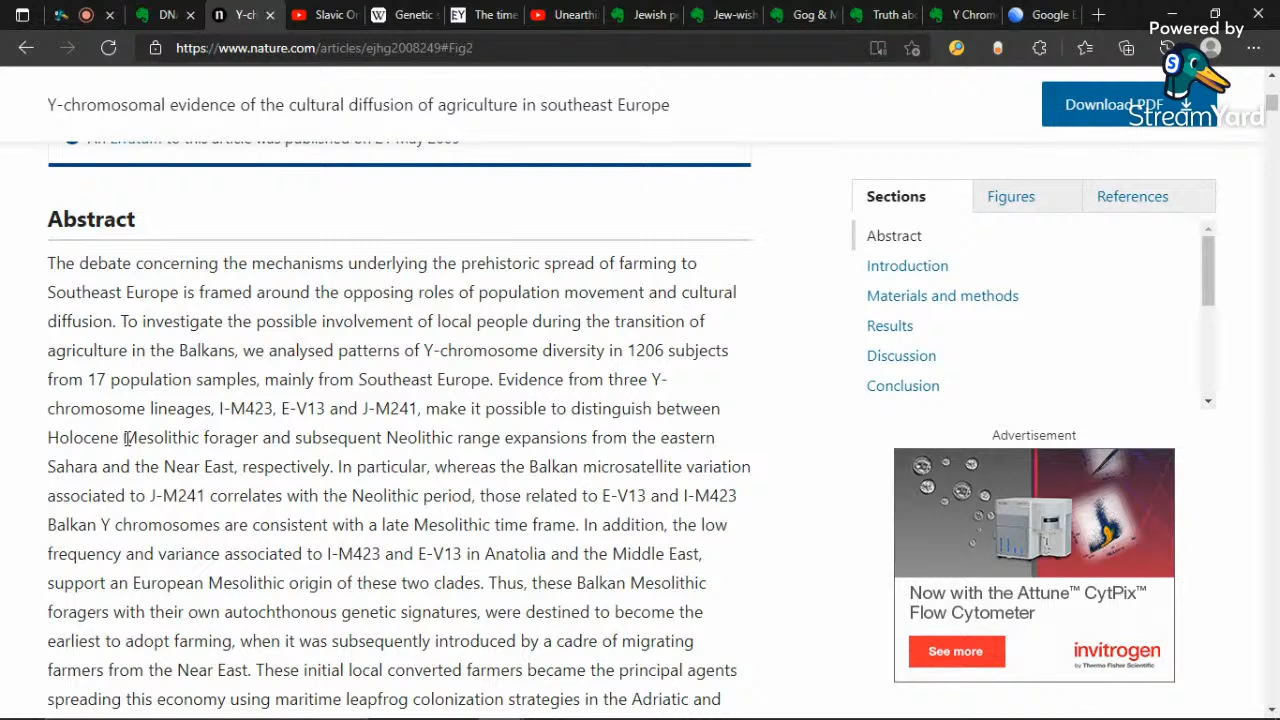 DNA
Y-ch
Slavic Or
Genetic s
The time
Unearthi
Jewish p
Jew-wish
Gog & M
Truth abo
Y Chrom
Google E
https://www.nature.com/articles/ejhg2008249#Fig2
Powered by
StreamYard
Y-chromosomal evidence of the cultural diffusion of agriculture in southeast Europe
Download PDF
An Erratum to this article was published on 21 May 2009
Abstract
The debate concerning the mechanisms underlying the prehistoric spread of farming to
Southeast Europe is framed around the opposing roles of population movement and cultural
diffusion. To investigate the possible involvement of local people during the transition of
agriculture in the Balkans, we analysed patterns of Y-chromosome diversity in 1206 subjects
from 17 population samples, mainly from Southeast Europe. Evidence from three Y-
chromosome lineages, I-M423, E-V13 and J-M241, make it possible to distinguish between
Holocene Mesolithic forager and subsequent Neolithic range expansions from the eastern
Sahara and the Near East, respectively. In particular, whereas the Balkan microsatellite variation
associated to J-M241 correlates with the Neolithic period, those related to E-V13 and I-M423
Balkan Y chromosomes are consistent with a late Mesolithic time frame. In addition, the low
frequency and variance associated to I-M423 and E-V13 in Anatolia and the Middle East,
support an European Mesolithic origin of these two clades. Thus, these Balkan Mesolithic
foragers with their own autochthonous genetic signatures, were destined to become the
earliest to adopt farming, when it was subsequently introduced by a cadre of migrating
farmers from the Near East. These initial local converted farmers became the principal agents
spreading this economy using maritime leapfrog colonization strategies in the Adriatic and
Sections
Figures
References
Abstract
Introduction
Materials and methods
Results
Discussion
Conclusion
Advertisement
Now with the Attune™ CytPix™
Flow Cytometer
See more
invitrogen
by Thermo Fisher Scientific